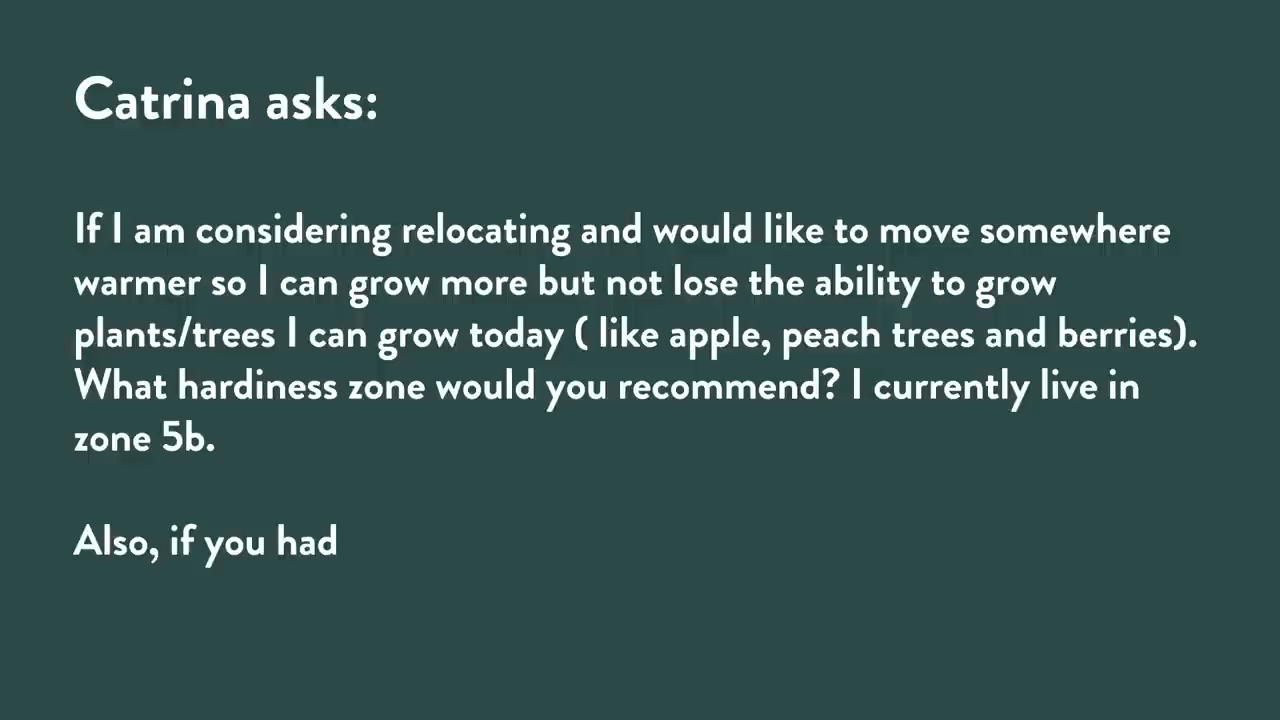 Catrina asks:
If I am considering relocating and would like to move somewhere
warmer so I can grow more but not lose the ability to grow
plants/trees I can grow today ( like apple, peach trees and berries).
What hardiness zone would you recommend? I currently live in
zone 5b.
Also, if you had